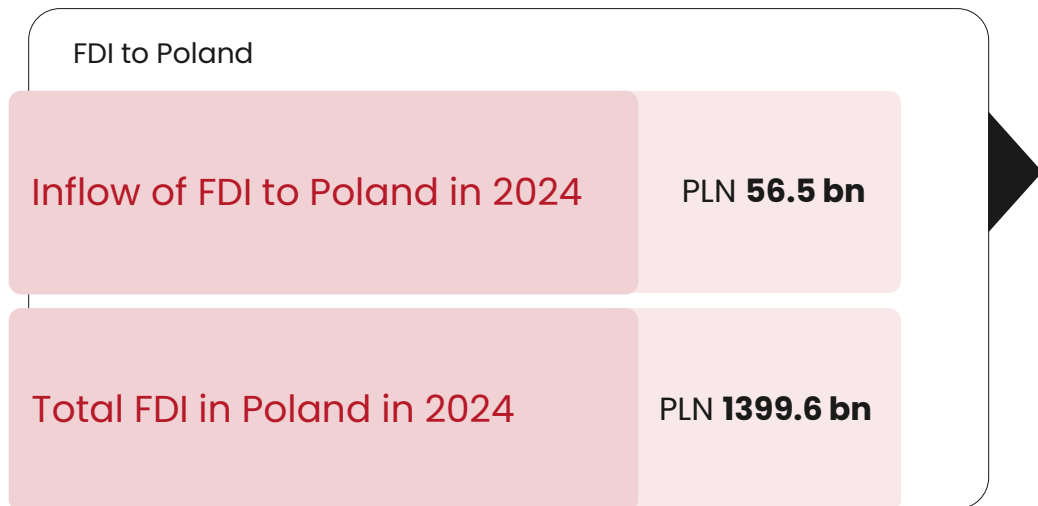 FDI to Poland
Inflow of FDI to Poland in 2024
PLN 56.5 bn
Total FDI in Poland in 2024
PLN 1399.6 bn